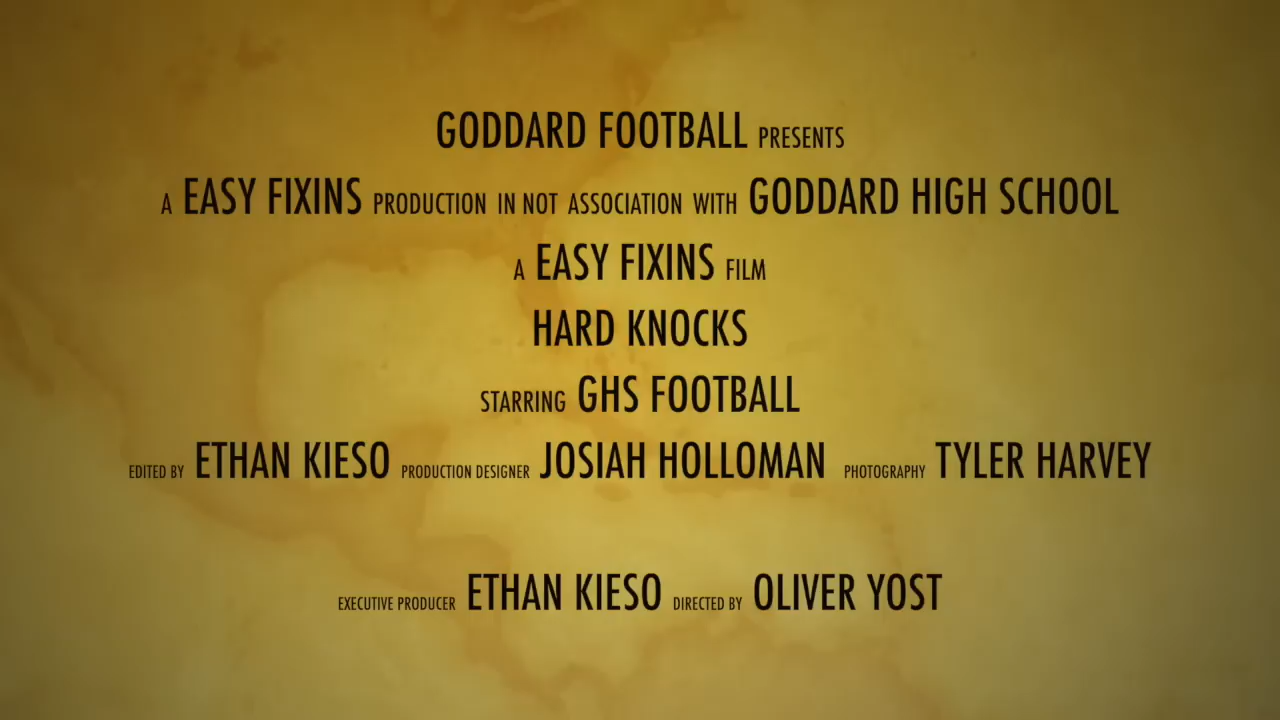 GODDARD FOOTBALL PRESENTS
A EASY FIXINS PRODUCTION IN NOT ASSOCIATION WITH GODDARD HIGH SCHOOL
A EASY FIXINS FILM
HARD KNOCKS
STARRING GHS FOOTBALL
EDITED BY ETHAN KIESO PRODUCTION DESIGNER JOSIAH HOLLOMAN PHOTOGRAPHY TYLER HARVEY
EXECUTIVE PRODUCER ETHAN KIESO DIRECTED BY OLIVER YOST